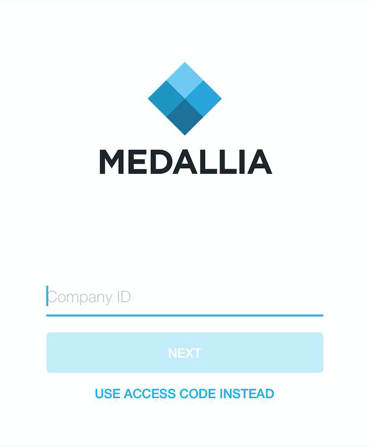 MEDALLIA
Company ID
NEXT
USE ACCESS CODE INSTEAD